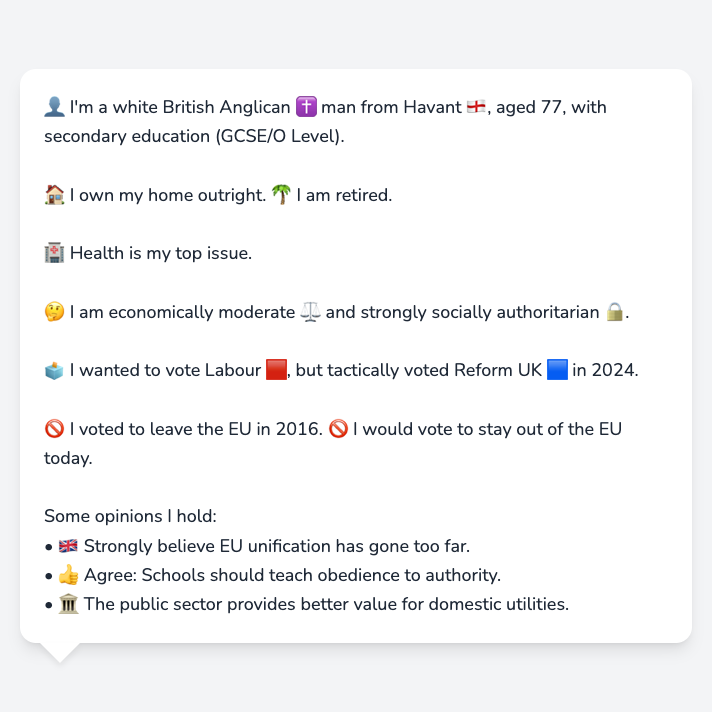 👤 I'm a white British Anglican ✝️ man from Havant 🏴󠁧󠁢󠁥󠁮󠁧󠁿, aged 77, with
secondary education (GCSE/O Level).
🏠 I own my home outright. 🌴 I am retired.
🏥 Health is my top issue.
🤔 I am economically moderate ⚖️ and strongly socially authoritarian 🔒.
🗳️ I wanted to vote Labour 🟥, but tactically voted Reform UK 🟦 in 2024.
🚫 I voted to leave the EU in 2016. 🚫 I would vote to stay out of the EU
today.
Some opinions I hold:
• 🇬🇧 Strongly believe EU unification has gone too far.
• 👍 Agree: Schools should teach obedience to authority.
• 🏛️ The public sector provides better value for domestic utilities.